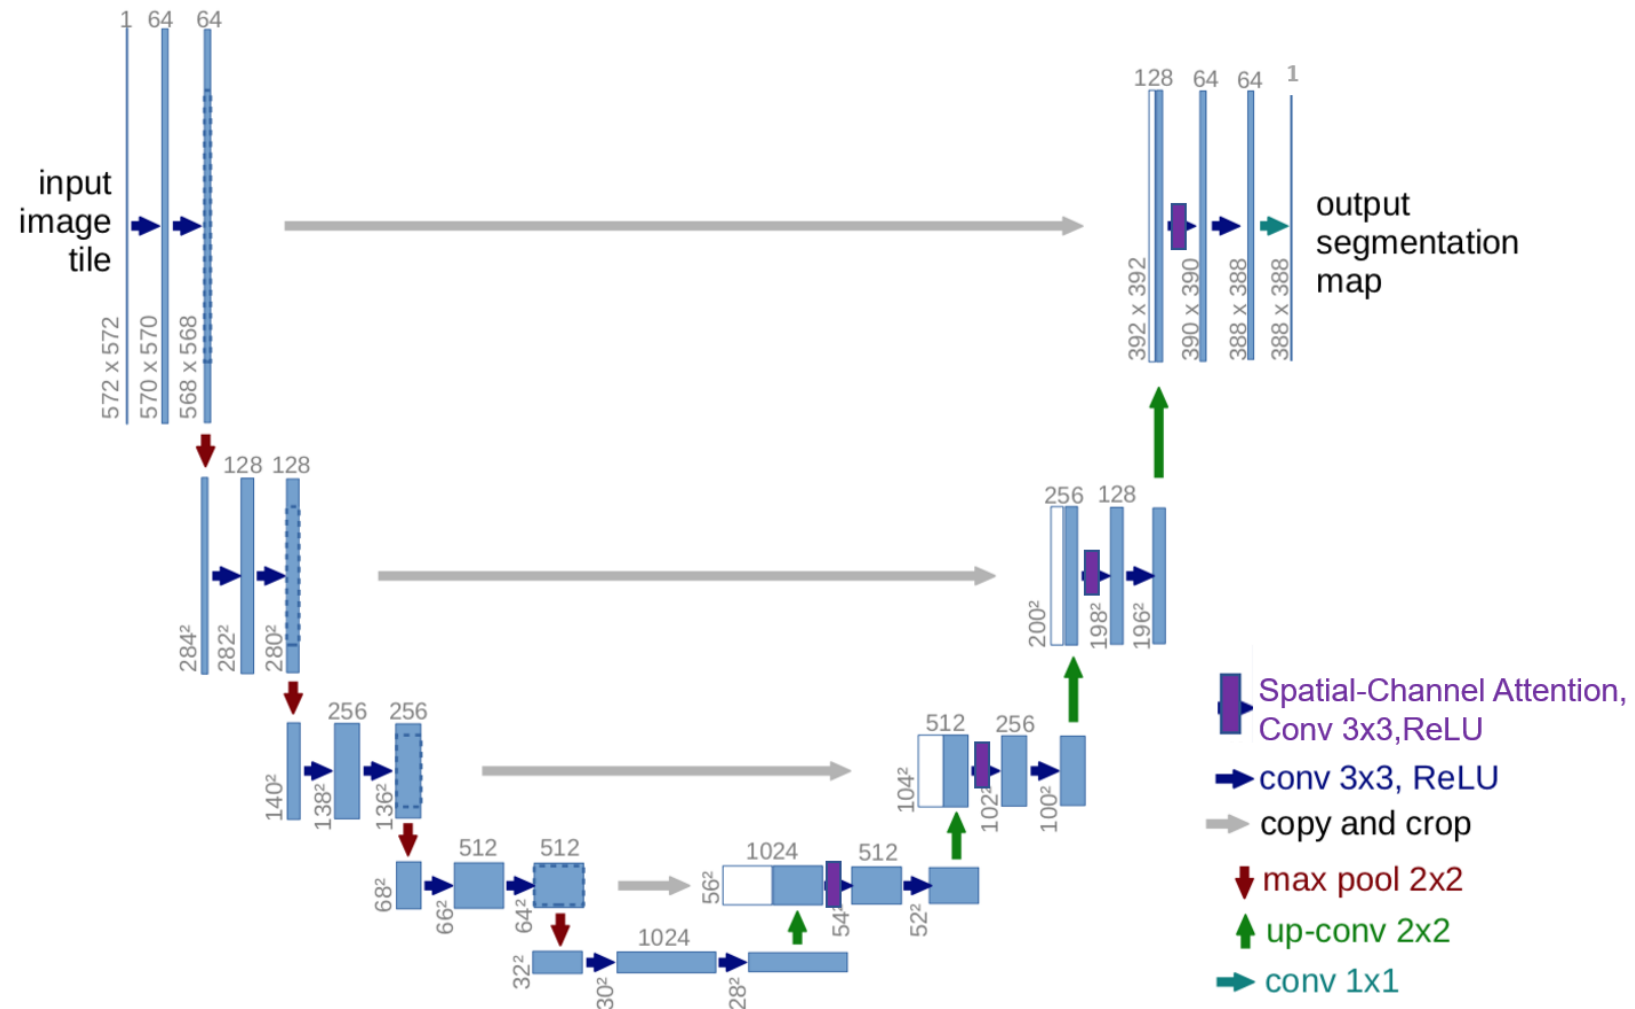 1 64 64
input
image
tile
572 x 572
570 x 570
568 x 568
128 64 64 1
392 x 392
390 x 390
388 x 388
388 x 388
output
segmentation
map
128 128
284²
282²
280²
256 128
200²
198²
196²
256 256
140²
138²
136²
512 256
104²
102²
100²
512 512
68²
66²
64²
1024 512
56²
54²
52²
1024
32²
30²
28²
Spatial-Channel Attention,
Conv 3x3,ReLU
conv 3x3, ReLU
copy and crop
max pool 2x2
up-conv 2x2
conv 1x1